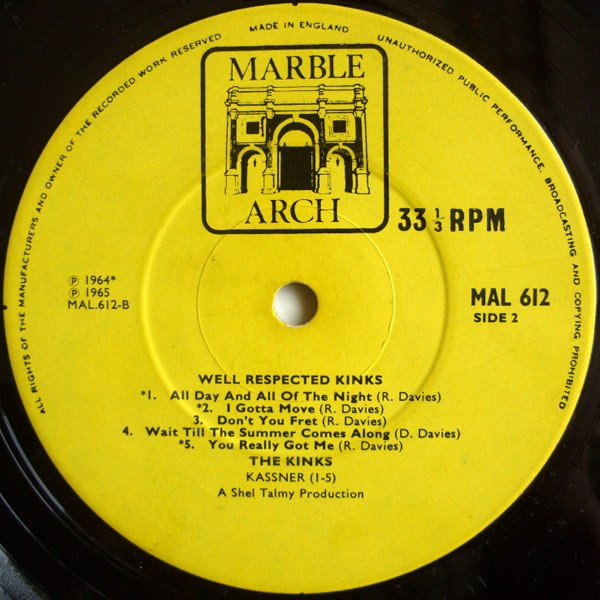 ALL RIGHTS OF THE MANUFACTURERS AND OWNER OF THE RECORDED WORK RESERVED
MADE IN ENGLAND
UNAUTHORIZED PUBLIC PERFORMANCE, BROADCASTING AND COPYING PROHIBITED
MARBLE
ARCH
33 1/3 RPM
℗ 1964*
℗ 1965
MAL.612-B
MAL 612
SIDE 2
WELL RESPECTED KINKS
*1. All Day And All Of The Night (R. Davies)
*2. I Gotta Move (R. Davies)
3. Don't You Fret (R. Davies)
4. Wait Till The Summer Comes Along (D. Davies)
*5. You Really Got Me (R. Davies)
THE KINKS
KASSNER (1-5)
A Shel Talmy Production